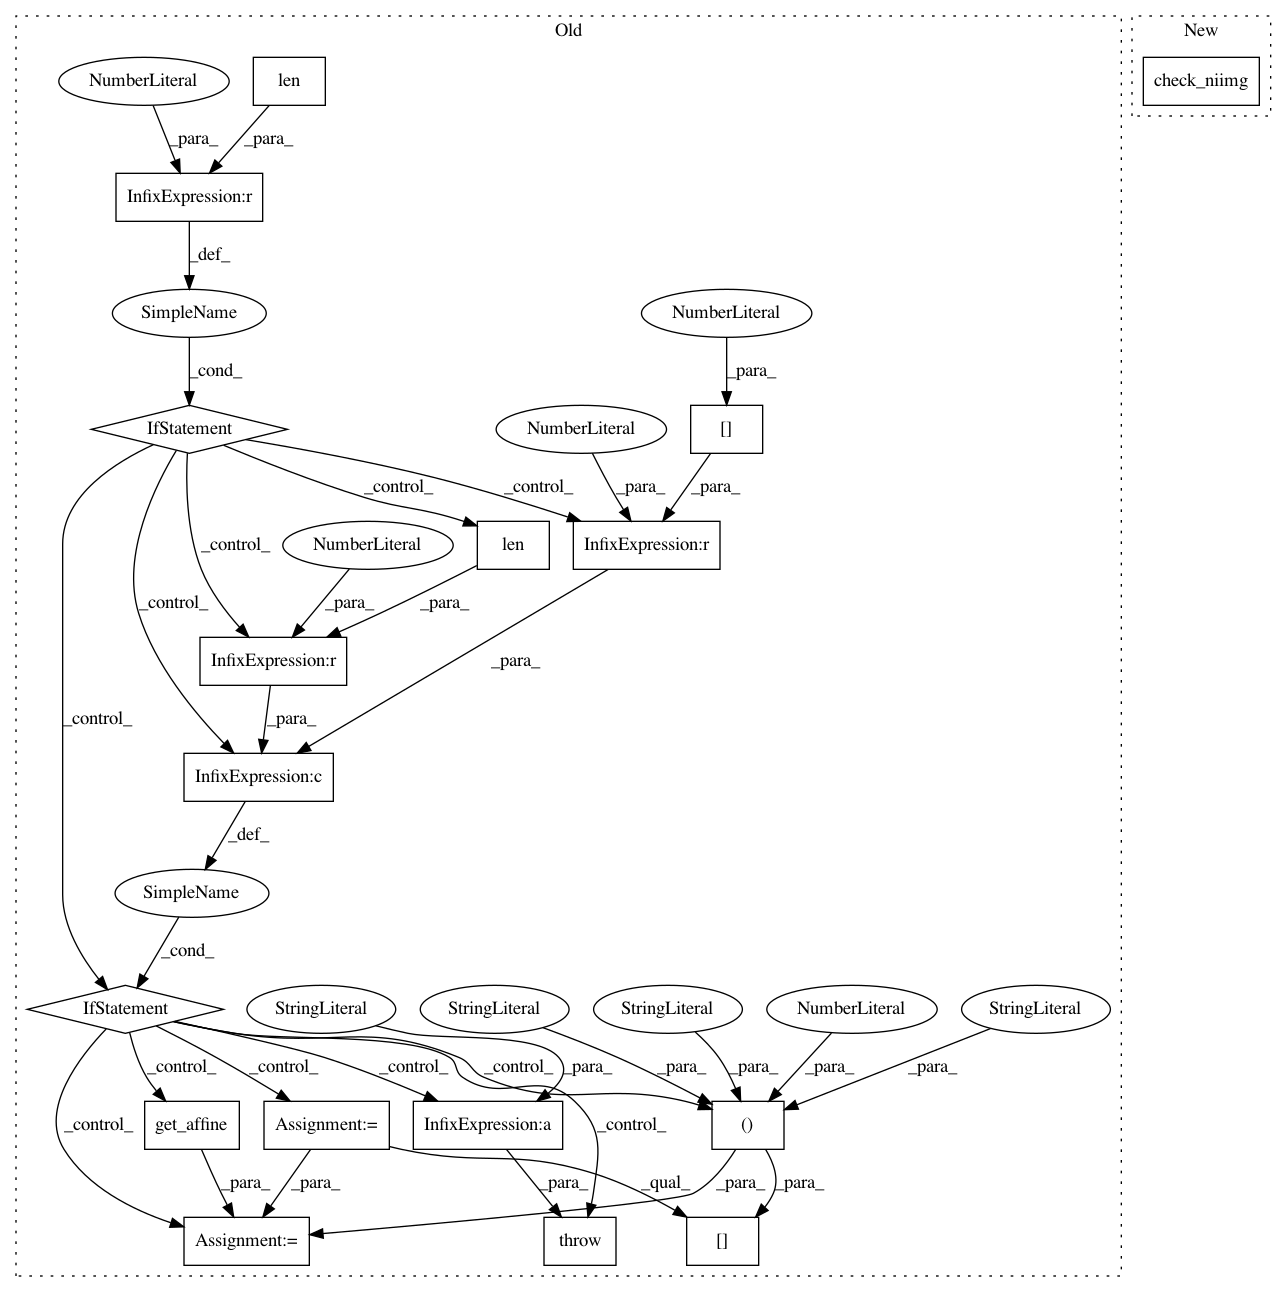 Old
New
NumberLiteral
len
check_niimg
_para_
_para_
InfixExpression:r
_def_
SimpleName
NumberLiteral
_cond_
_para_
IfStatement
NumberLiteral
[]
_control_
_control_
_para_
_para_
_control_
NumberLiteral
len
InfixExpression:r
_control_
_para_
_para_
InfixExpression:r
_para_
_control_
_para_
InfixExpression:c
_def_
SimpleName
_cond_
IfStatement
StringLiteral
StringLiteral
StringLiteral
NumberLiteral
StringLiteral
_control_
_control_
_control_
_para_
_control_
_para_
_para_
_para_
_para_
_control_
get_affine
Assignment:=
InfixExpression:a
_control_
()
_para_
_para_
_para_
_qual_
_para_
_para_
Assignment:=
throw
[]